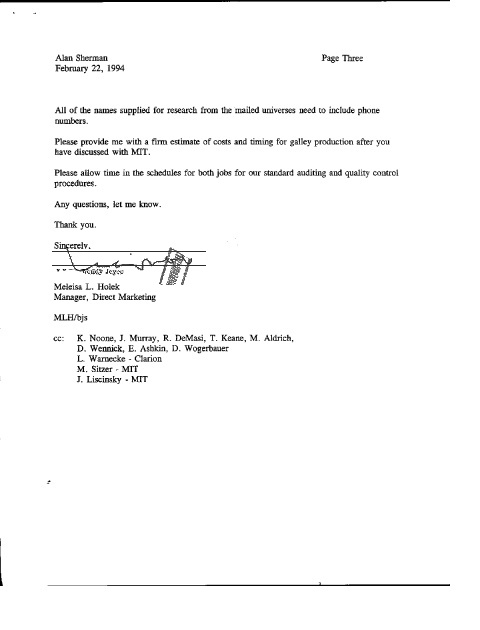 Alan Sherman Page Three
February 22, 1994
All of the names supplied for research from the mailed universes need to include phone
numbers.
Please provide me with a firm estimate of costs and timing for galley production after you
have discussed with MIT.
Please allow time in the schedules for both jobs for our standard auditing and quality control
procedures.
Any questions, let me know.
Thank you.
Sincerely,
Meleisa L. Holek
Manager, Direct Marketing
MLH/bjs
cc: K. Noone, J. Murray, R. DeMasi, T. Keane, M. Aldrich,
D. Wennick, E. Ashkin, D. Wogerbauer
L. Warnecke - Clarion
M. Sitzer - MIT
J. Liscinsky - MIT